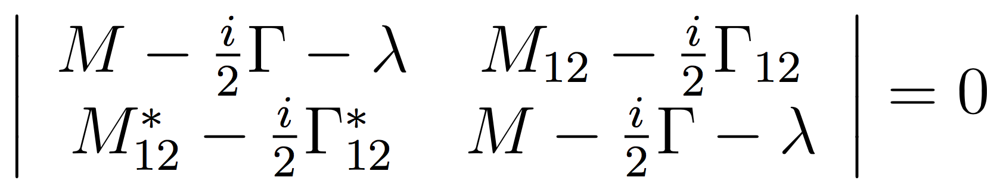 | M − i/2 Γ − λ   M₁₂ − i/2 Γ₁₂ |
| M*₁₂ − i/2 Γ*₁₂   M − i/2 Γ − λ | = 0